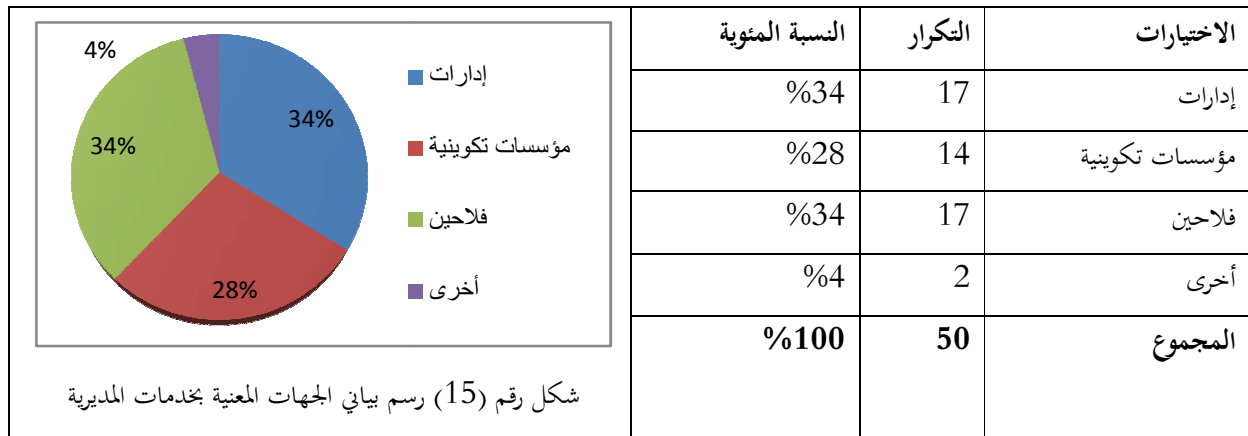 الاختيارات التكرار النسبة المئوية
إدارات 17 %34
مؤسسات تكوينية 14 %28
فلاحين 17 %34
أخرى 2 %4
المجموع 50 %100
4%
34%
34%
28%
إدارات
مؤسسات تكوينية
فلاحين
أخرى
شكل رقم (15) رسم بياني الجهات المعنية بخدمات المديرية